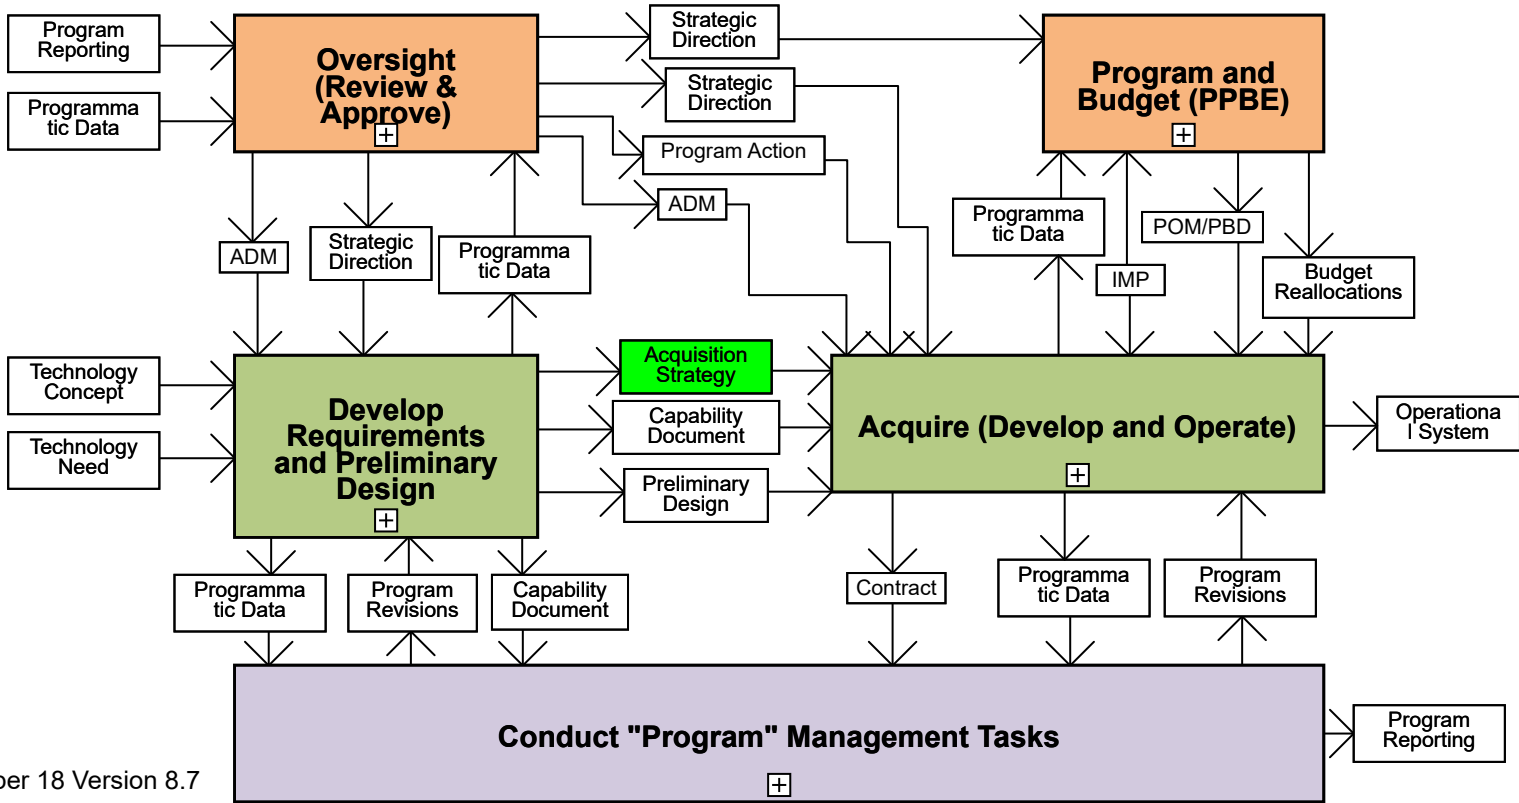 Program
Reporting
Programma
tic Data
Oversight
(Review &
Approve)
Strategic
Direction
Strategic
Direction
Program Action
ADM
Program and
Budget (PPBE)
ADM
Strategic
Direction
Programma
tic Data
Programma
tic Data
IMP
POM/PBD
Budget
Reallocations
Technology
Concept
Technology
Need
Develop
Requirements
and Preliminary
Design
Acquisition
Strategy
Capability
Document
Preliminary
Design
Acquire (Develop and Operate)
Operationa
l System
Programma
tic Data
Program
Revisions
Capability
Document
Contract
Programma
tic Data
Program
Revisions
Conduct "Program" Management Tasks
Program
Reporting
ber 18 Version 8.7